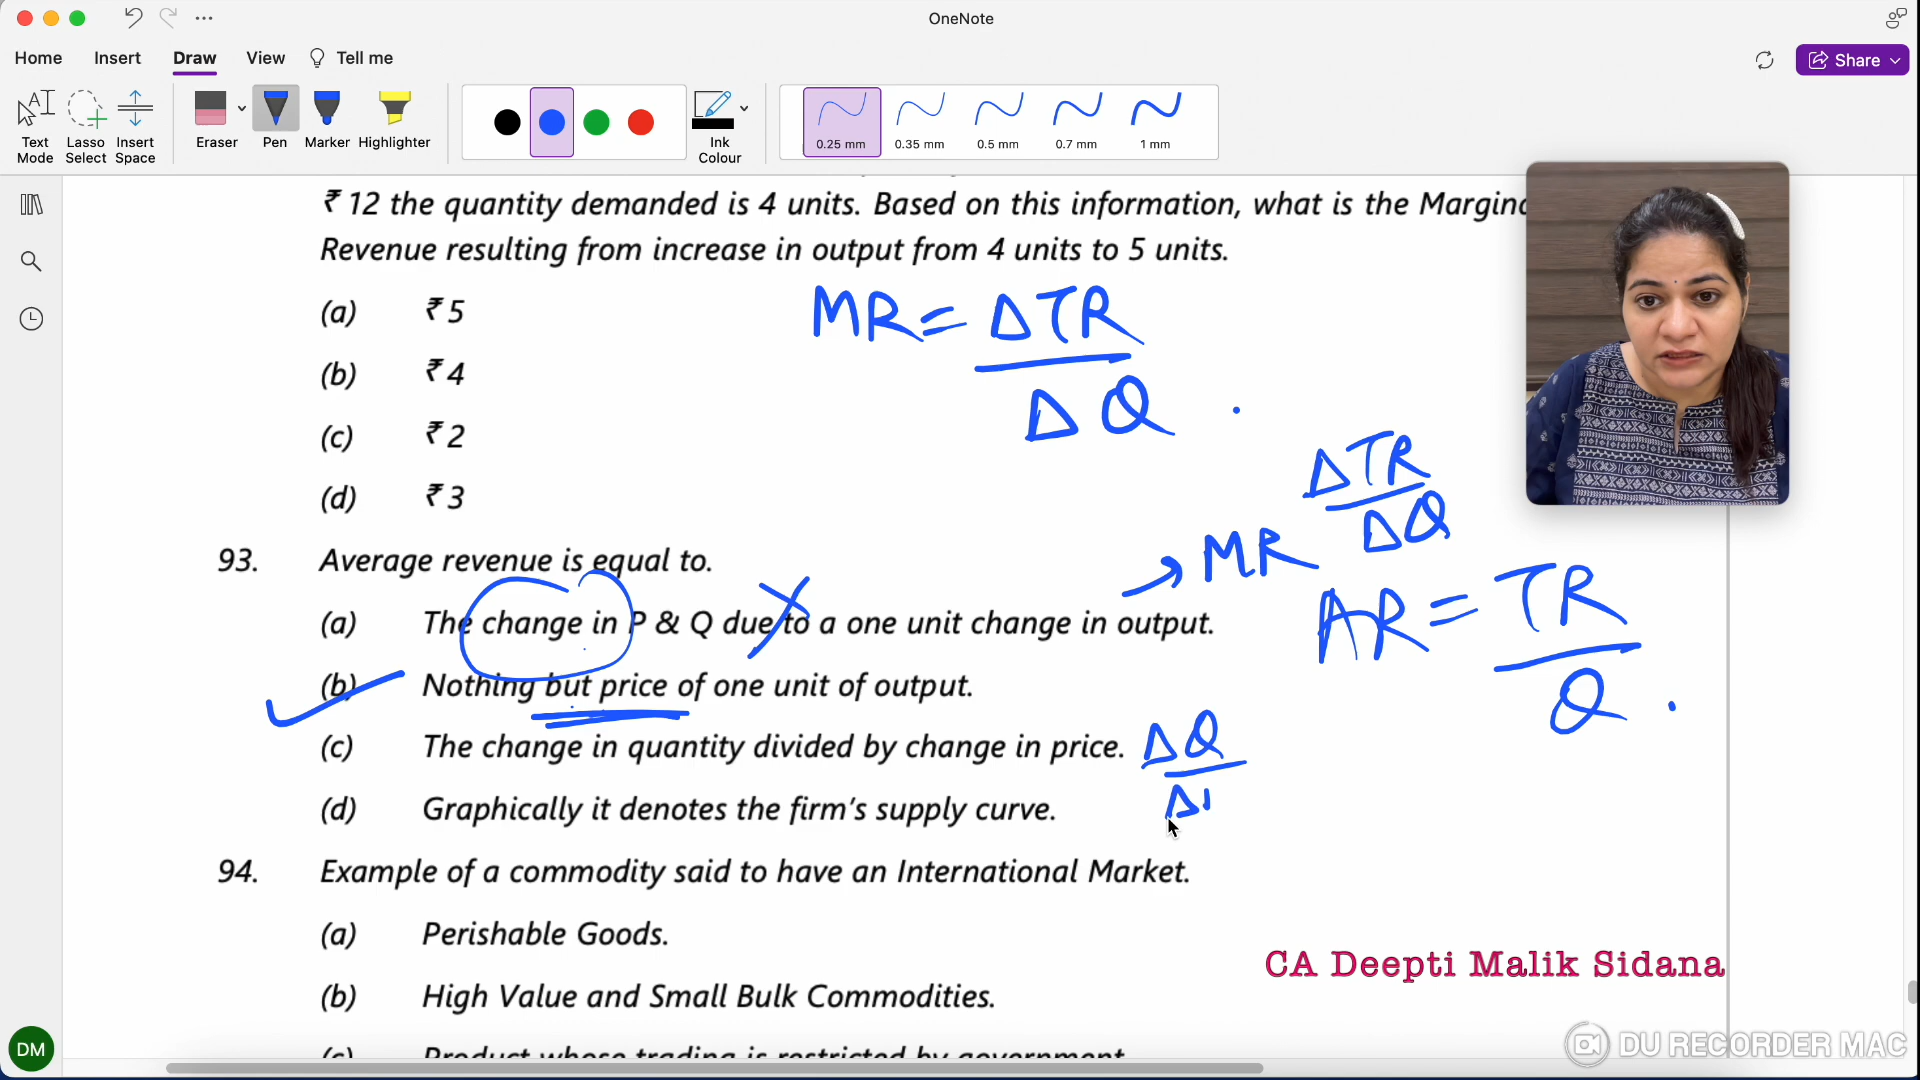 OneNote
Home Insert Draw View Tell me
Share
Text Mode
Lasso Select
Insert Space
Eraser
Pen
Marker
Highlighter
Ink Colour
0.25 mm
0.35 mm
0.5 mm
0.7 mm
1 mm
₹ 12 the quantity demanded is 4 units. Based on this information, what is the
Revenue resulting from increase in output from 4 units to 5 units.
(a) ₹ 5
MR = ΔTR
ΔQ
(b) ₹ 4
(c) ₹ 2
(d) ₹ 3
93. Average revenue is equal to.
→ MR ΔTR
ΔQ
(a) The change in P & Q due to a one unit change in output.
AR = TR
Q
(b) Nothing but price of one unit of output.
(c) The change in quantity divided by change in price.
ΔQ
(d) Graphically it denotes the firm's supply curve.
94. Example of a commodity said to have an International Market.
(a) Perishable Goods.
CA Deepti Malik Sidana
(b) High Value and Small Bulk Commodities.
(c) Product whose trading is restricted by government
DM
DU RECORDER MAC